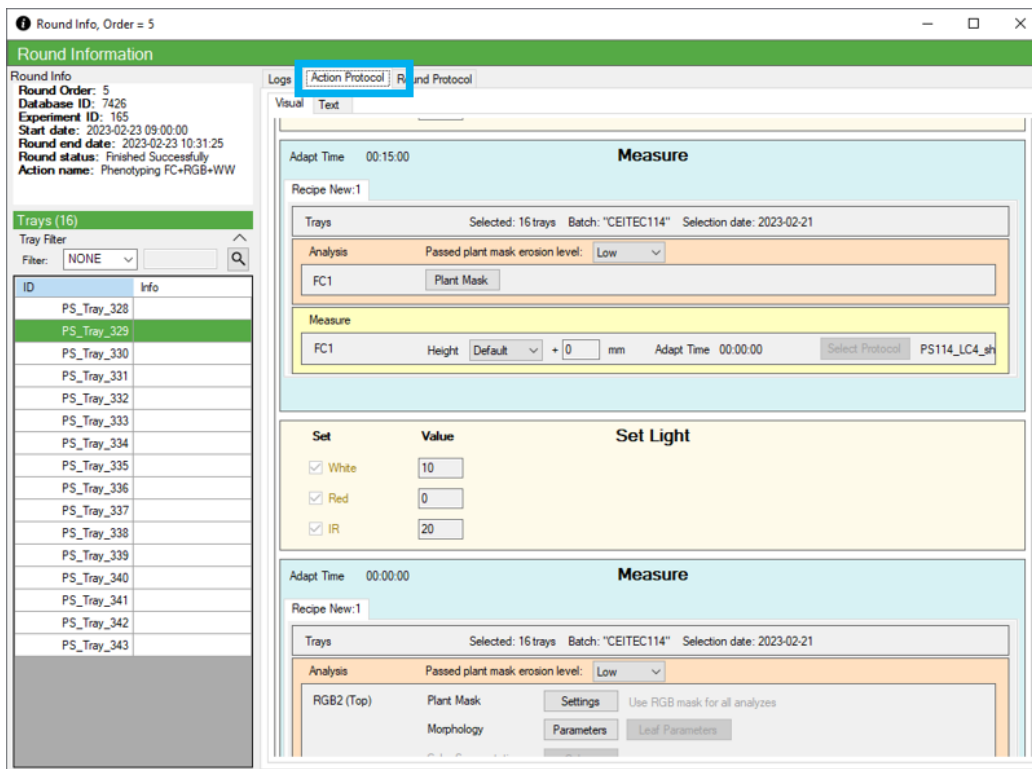 Round Info, Order = 5
Round Information
Round Info
Round Order: 5
Database ID: 7426
Experiment ID: 165
Start date: 2023-02-23 09:00:00
Round end date: 2023-02-23 10:31:25
Round status: Finished Successfully
Action name: Phenotyping FC+RGB+WW
Trays (16)
Tray Filter
Filter: NONE
ID Info
PS_Tray_328
PS_Tray_329
PS_Tray_330
PS_Tray_331
PS_Tray_332
PS_Tray_333
PS_Tray_334
PS_Tray_335
PS_Tray_336
PS_Tray_337
PS_Tray_338
PS_Tray_339
PS_Tray_340
PS_Tray_341
PS_Tray_342
PS_Tray_343
Logs Action Protocol Round Protocol
Visual Text
Adapt Time 00:15:00 Measure
Recipe New:1
Trays Selected: 16 trays Batch: "CEITEC114" Selection date: 2023-02-21
Analysis Passed plant mask erosion level: Low
FC1 Plant Mask
Measure
FC1 Height Default + 0 mm Adapt Time 00:00:00 Select Protocol PS114_LC4_sh
Set Value Set Light
White 10
Red 0
IR 20
Adapt Time 00:00:00 Measure
Recipe New:1
Trays Selected: 16 trays Batch: "CEITEC114" Selection date: 2023-02-21
Analysis Passed plant mask erosion level: Low
RGB2 (Top) Plant Mask Settings Use RGB mask for all analyzes
Morphology Parameters Leaf Parameters